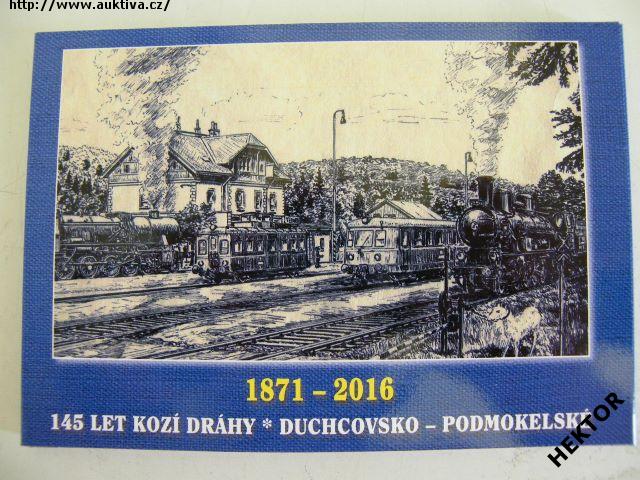 http://www.auktiva.cz/
1871 – 2016
145 LET KOZÍ DRÁHY * DUCHCOVSKO – PODMOKELSKÉ
HEKTOR